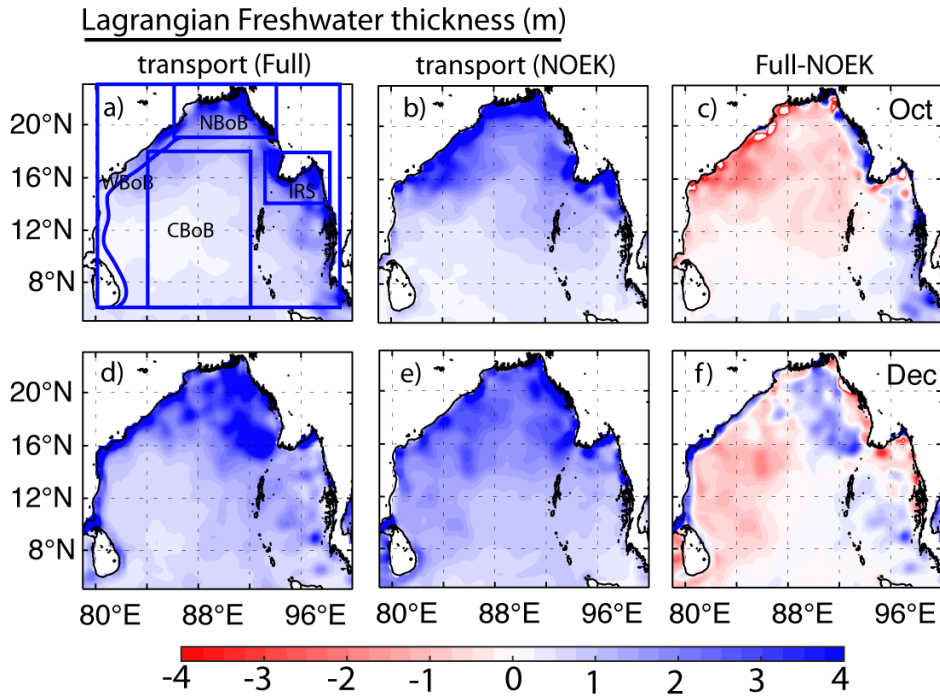 Lagrangian Freshwater thickness (m)
transport (Full) transport (NOEK) Full-NOEK
a) b) c) Oct
20°N
NBoB
16°N
WBoB IRS
12°N
CBoB
8°N
d) e) f) Dec
20°N
16°N
12°N
8°N
80°E 88°E 96°E 80°E 88°E 96°E 80°E 88°E 96°E
-4 -3 -2 -1 0 1 2 3 4